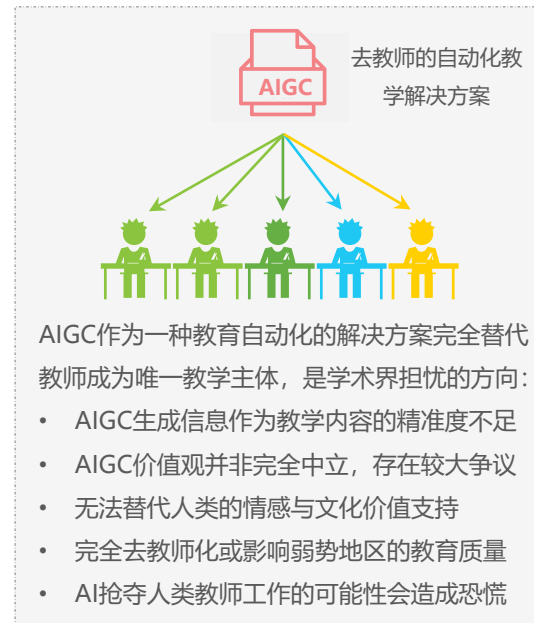 AIGC
去教师的自动化教
学解决方案
AIGC作为一种教育自动化的解决方案完全替代
教师成为唯一教学主体，是学术界担忧的方向：
• AIGC生成信息作为教学内容的精准度不足
• AIGC价值观并非完全中立，存在较大争议
• 无法替代人类的情感与文化价值支持
• 完全去教师化或影响弱势地区的教育质量
• AI抢夺人类教师工作的可能性会造成恐慌